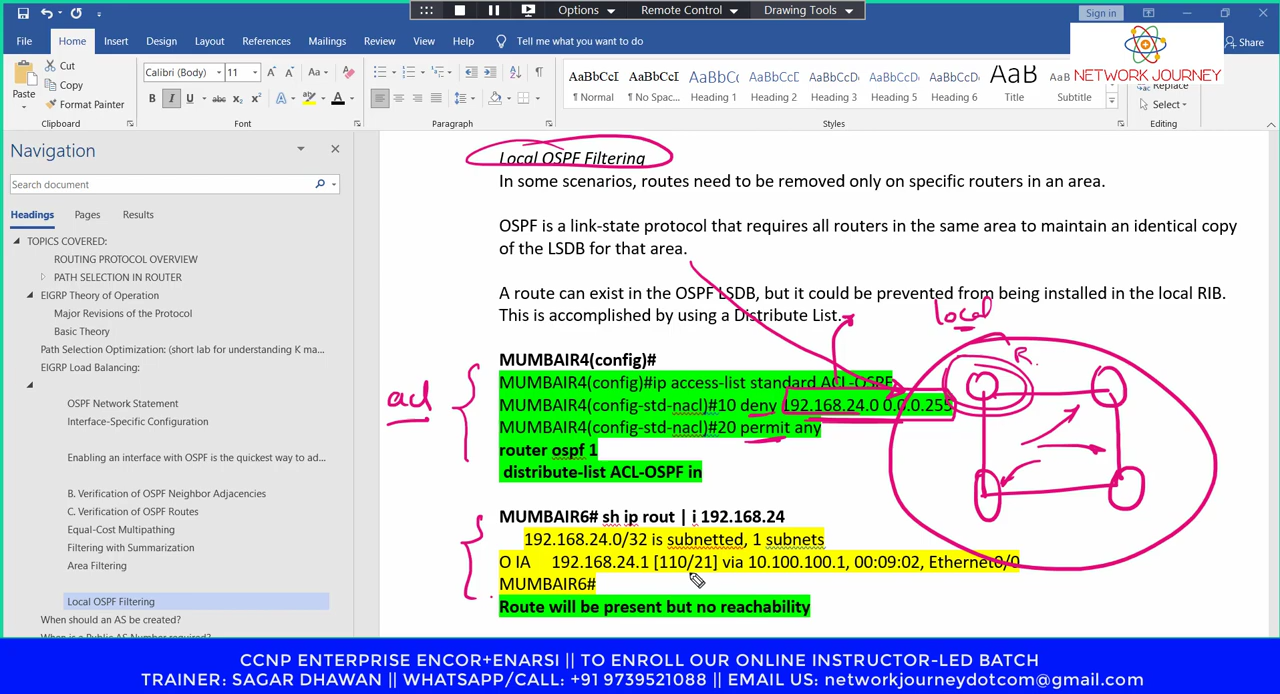 Options
Remote Control
Drawing Tools
Sign in
File Home Insert Design Layout References Mailings Review View Help Tell me what you want to do
Share
NETWORK JOURNEY
Paste
Cut
Copy
Format Painter
Calibri (Body) 11
AaBbCcDc AaBbCcDc AaBbCc AaBbCcDc AaBbCcDc AaBbCcDc AaBbCcDc AaBbCcDc AaB AaBbCcD
¶ Normal ¶ No Spac... Heading 1 Heading 2 Heading 3 Heading 4 Heading 5 Heading 6 Title Subtitle
Replace
Select
Clipboard Font Paragraph Styles Editing
Navigation
Search document
Headings Pages Results
TOPICS COVERED:
ROUTING PROTOCOL OVERVIEW
PATH SELECTION IN ROUTER
EIGRP Theory of Operation
Major Revisions of the Protocol
Basic Theory
Path Selection Optimization: (short lab for understanding K ma...
EIGRP Load Balancing:
OSPF Network Statement
Interface-Specific Configuration
Enabling an interface with OSPF is the quickest way to ad...
B. Verification of OSPF Neighbor Adjacencies
C. Verification of OSPF Routes
Equal-Cost Multipathing
Filtering with Summarization
Area Filtering
Local OSPF Filtering
When should an AS be created?
When is a Public AS Number required?
Local OSPF Filtering
In some scenarios, routes need to be removed only on specific routers in an area.
OSPF is a link-state protocol that requires all routers in the same area to maintain an identical copy
of the LSDB for that area.
A route can exist in the OSPF LSDB, but it could be prevented from being installed in the local RIB.
This is accomplished by using a Distribute List.
local
R.
acl
MUMBAIR4(config)#
MUMBAIR4(config)#ip access-list standard ACL-OSPF
MUMBAIR4(config-std-nacl)#10 deny 192.168.24.0 0.0.0.255
MUMBAIR4(config-std-nacl)#20 permit any
router ospf 1
distribute-list ACL-OSPF in
MUMBAIR6# sh ip rout | i 192.168.24
192.168.24.0/32 is subnetted, 1 subnets
O IA 192.168.24.1 [110/21] via 10.100.100.1, 00:09:02, Ethernet0/0
MUMBAIR6#
Route will be present but no reachability
CCNP ENTERPRISE ENCOR+ENARSI || TO ENROLL OUR ONLINE INSTRUCTOR-LED BATCH
TRAINER: SAGAR DHAWAN || WHATSAPP/CALL: +91 9739521088 || EMAIL US: networkjourneydotcom@gmail.com